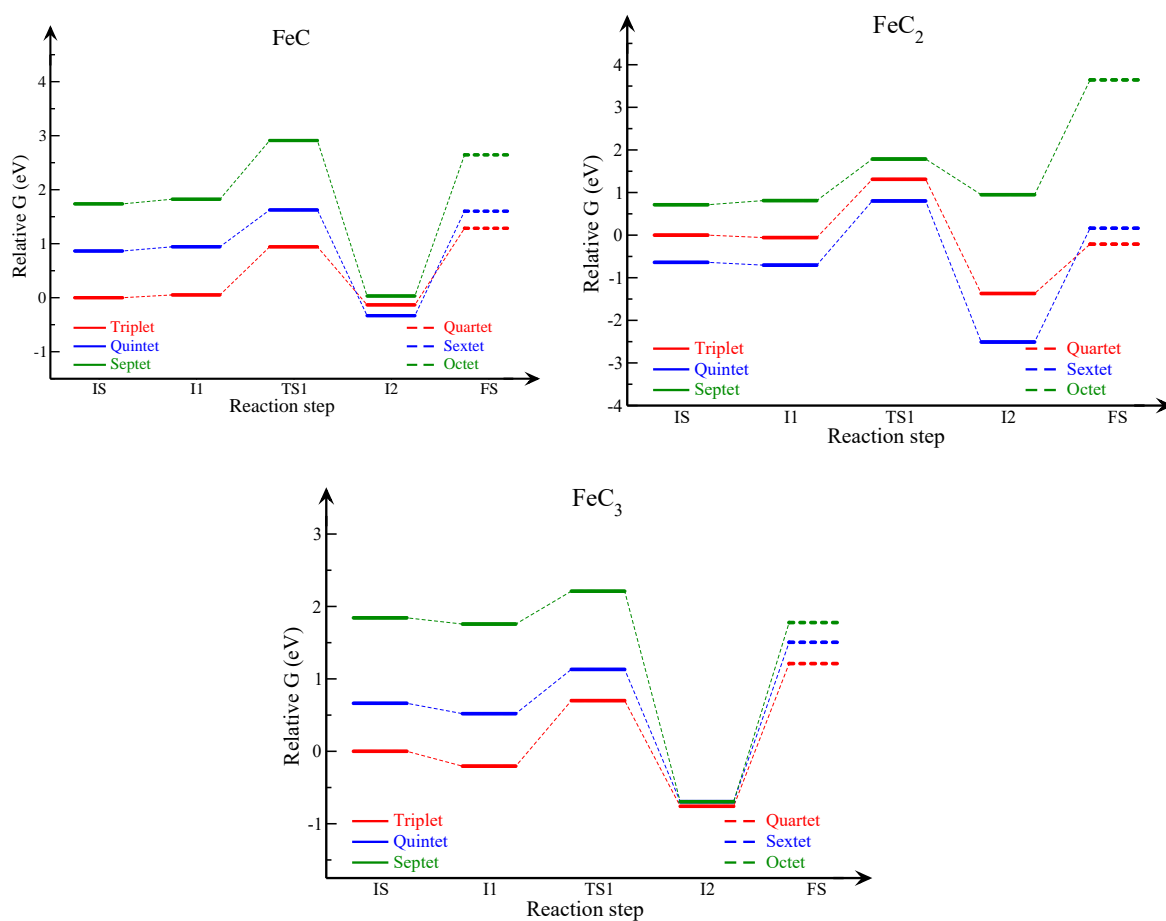 FeC
Relative G (eV)
4
3
2
1
0
-1
Triplet
Quintet
Septet
Quartet
Sextet
Octet
IS I1 TS1 I2 FS
Reaction step
FeC₂
Relative G (eV)
4
3
2
1
0
-1
-2
-3
-4
Triplet
Quintet
Septet
Quartet
Sextet
Octet
IS I1 TS1 I2 FS
Reaction step
FeC₃
Relative G (eV)
3
2
1
0
-1
Triplet
Quintet
Septet
Quartet
Sextet
Octet
IS I1 TS1 I2 FS
Reaction step